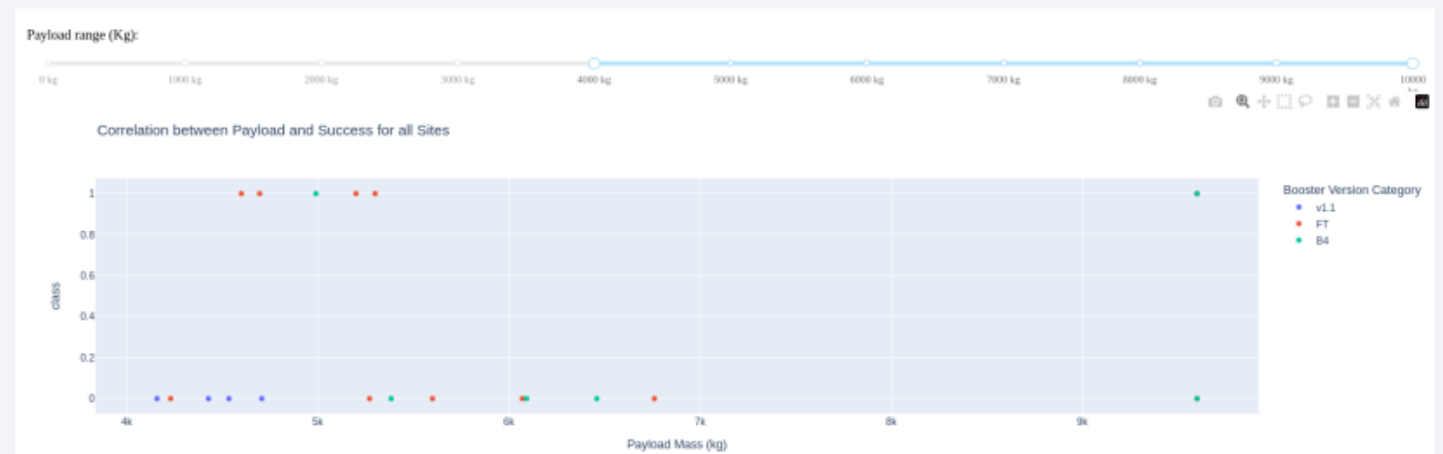 Payload range (Kg):
0 kg 1000 kg 2000 kg 3000 kg 4000 kg 5000 kg 6000 kg 7000 kg 8000 kg 9000 kg 10000
Correlation between Payload and Success for all Sites
1
0.8
0.6
0.4
0.2
0
class
4k 5k 6k 7k 8k 9k
Payload Mass (kg)
Booster Version Category
v1.1
FT
B4